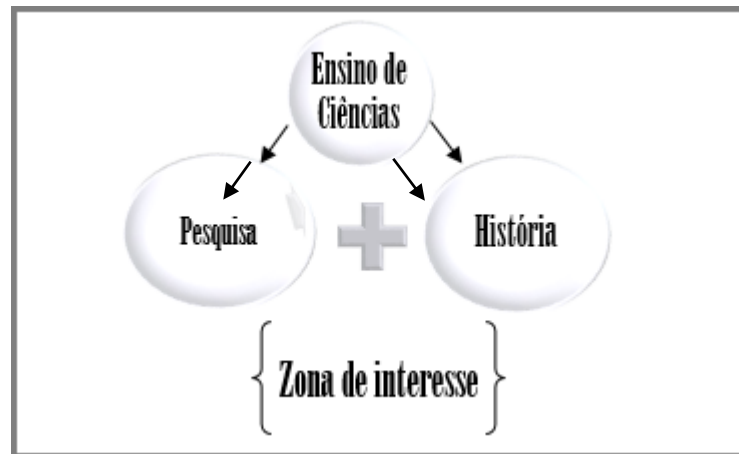 Ensino de
Ciências
Pesquisa
História
Zona de interesse